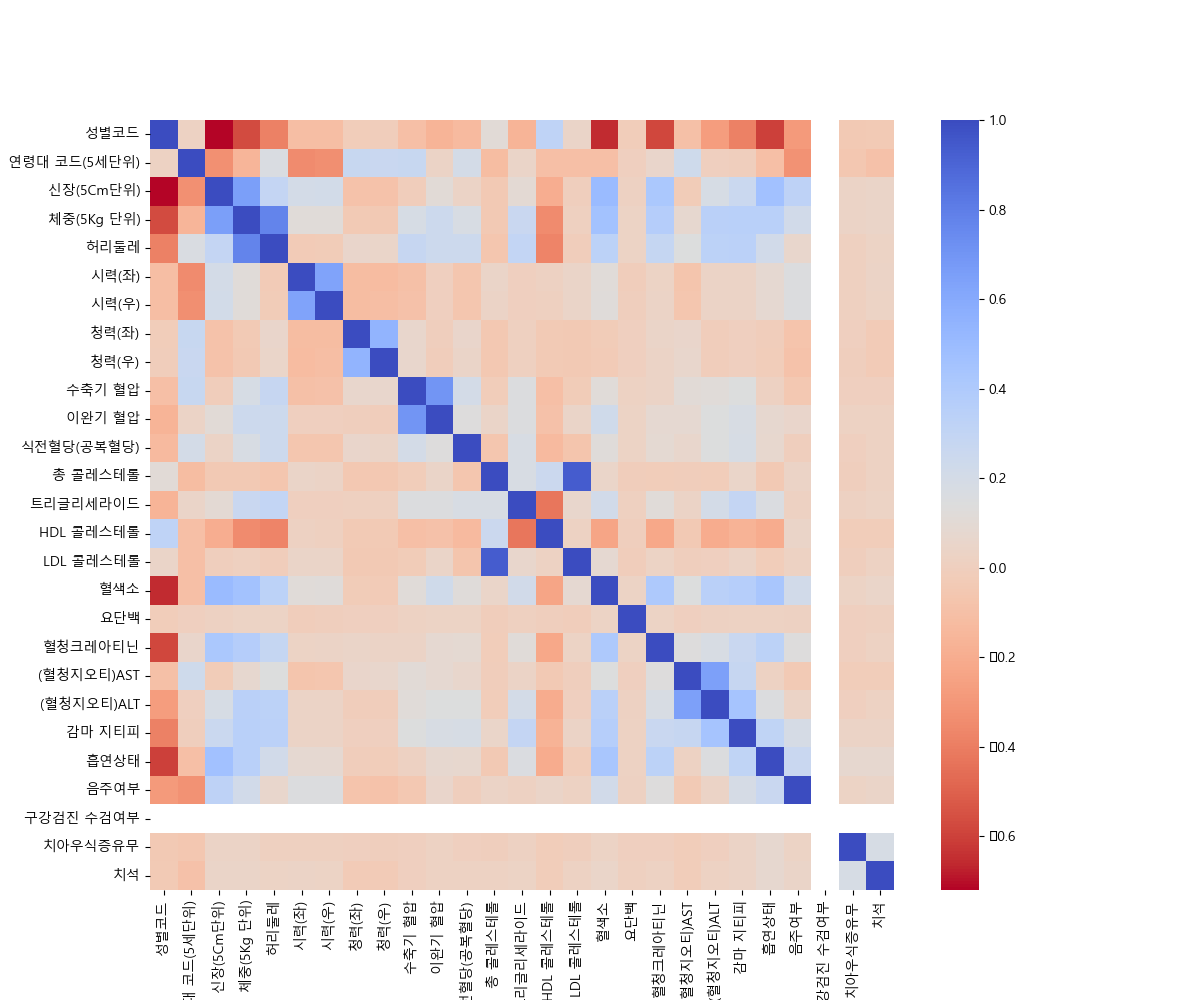 성별코드
연령대 코드(5세단위)
신장(5Cm단위)
체중(5Kg 단위)
허리둘레
시력(좌)
시력(우)
청력(좌)
청력(우)
수축기 혈압
이완기 혈압
식전혈당(공복혈당)
총 콜레스테롤
트리글리세라이드
HDL 콜레스테롤
LDL 콜레스테롤
혈색소
요단백
혈청크레아티닌
(혈청지오티)AST
(혈청지오티)ALT
감마 지티피
흡연상태
음주여부
구강검진 수검여부
치아우식증유무
치석
성별코드
대 코드(5세단위)
신장(5Cm단위)
체중(5Kg 단위)
허리둘레
시력(좌)
시력(우)
청력(좌)
청력(우)
수축기 혈압
이완기 혈압
전혈당(공복혈당)
총 콜레스테롤
리글리세라이드
HDL 콜레스테롤
LDL 콜레스테롤
혈색소
요단백
혈청크레아티닌
혈청지오티)AST
(혈청지오티)ALT
감마 지티피
흡연상태
음주여부
강검진 수검여부
치아우식증유무
치석
1.0
0.8
0.6
0.4
0.2
0.0
▯0.2
▯0.4
▯0.6